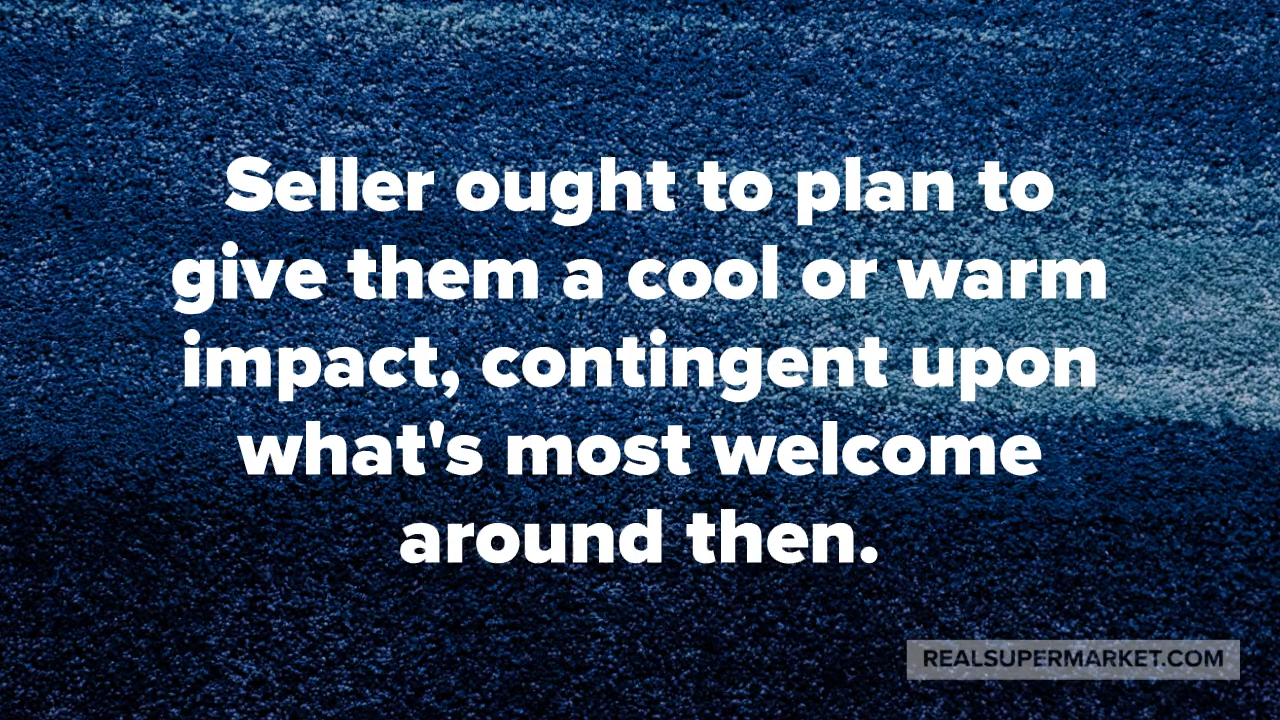 Seller ought to plan to
give them a cool or warm
impact, contingent upon
what's most welcome
around then.
REALSUPERMARKET.COM